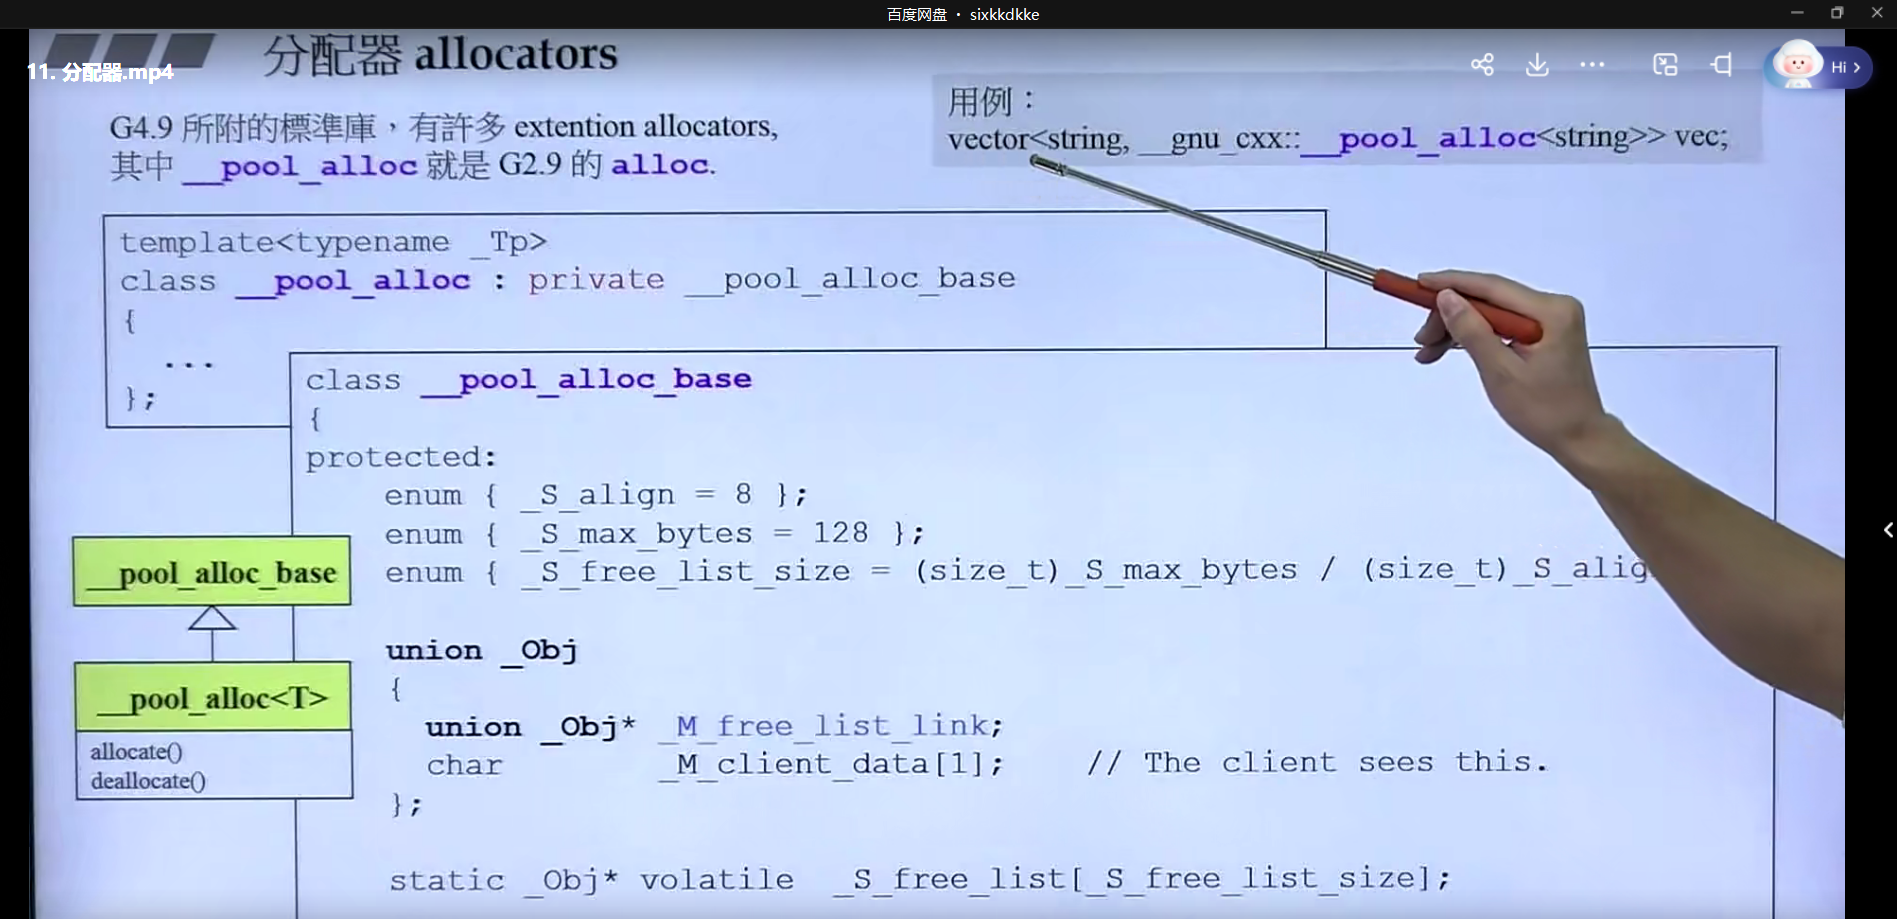 百度网盘 · sixkkdkke
分配器 allocators
11. 分配器.mp4
Hi >
G4.9 所附的標準庫，有許多 extention allocators,
其中 __pool_alloc 就是 G2.9 的 alloc.
用例：
vector<string, __gnu_cxx::__pool_alloc<string>> vec;
template<typename _Tp>
class __pool_alloc : private __pool_alloc_base
{
...
};
class __pool_alloc_base
{
protected:
enum { _S_align = 8 };
enum { _S_max_bytes = 128 };
enum { _S_free_list_size = (size_t)_S_max_bytes / (size_t)_S_alig
union _Obj
{
union _Obj* _M_free_list_link;
char _M_client_data[1]; // The client sees this.
};
static _Obj* volatile _S_free_list[_S_free_list_size];
__pool_alloc_base
__pool_alloc<T>
allocate()
deallocate()